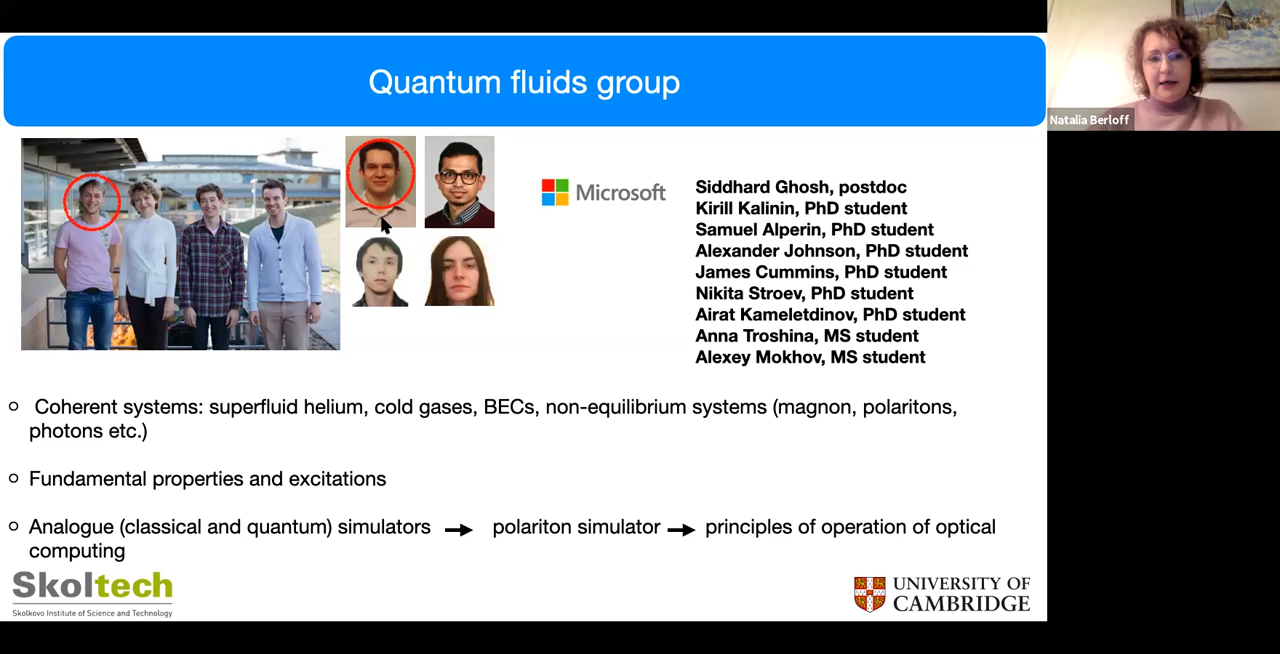 Quantum fluids group
Natalia Berloff
Microsoft
Siddhard Ghosh, postdoc
Kirill Kalinin, PhD student
Samuel Alperin, PhD student
Alexander Johnson, PhD student
James Cummins, PhD student
Nikita Stroev, PhD student
Airat Kameletdinov, PhD student
Anna Troshina, MS student
Alexey Mokhov, MS student
Coherent systems: superfluid helium, cold gases, BECs, non-equilibrium systems (magnon, polaritons,
photons etc.)
Fundamental properties and excitations
Analogue (classical and quantum) simulators → polariton simulator → principles of operation of optical
computing
Skoltech
Skolkovo Institute of Science and Technology
UNIVERSITY OF
CAMBRIDGE